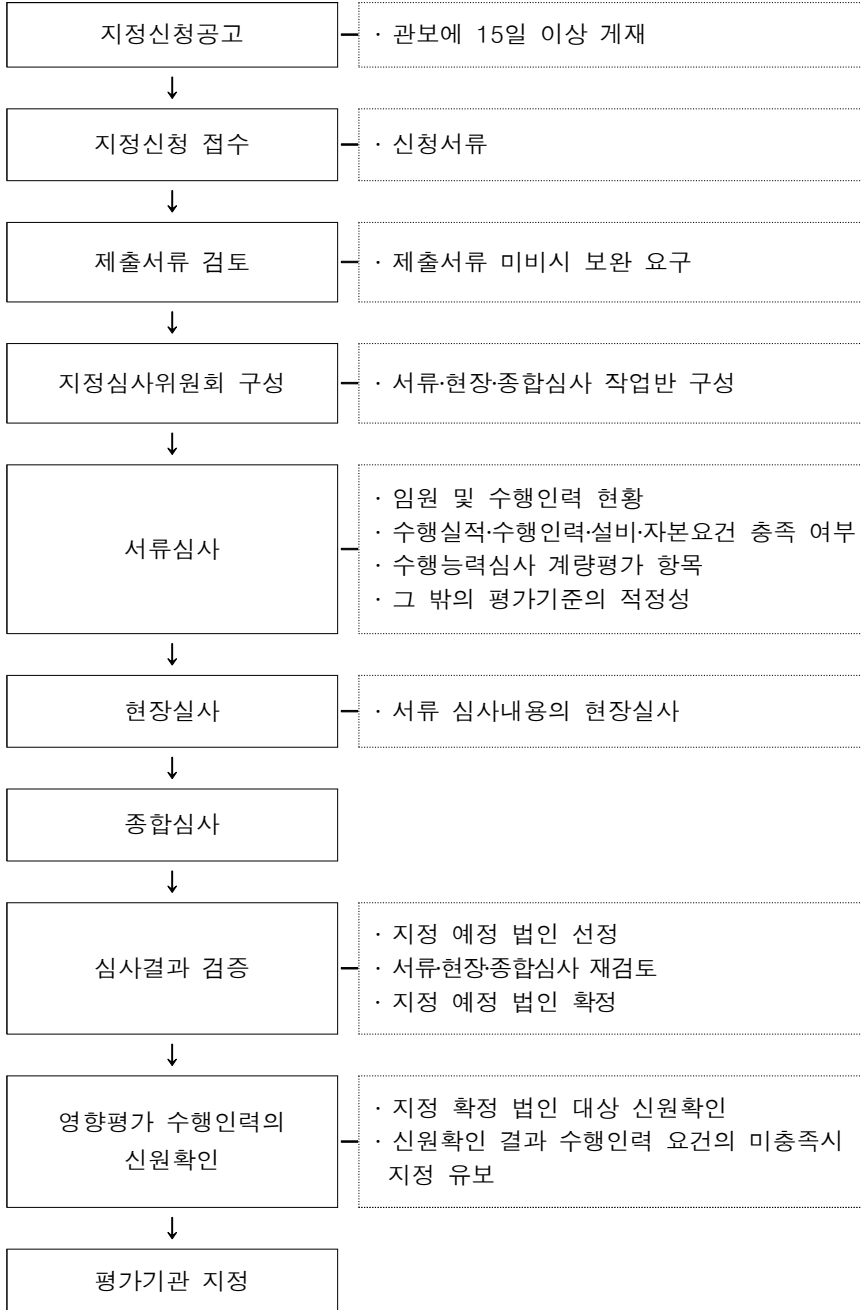 지정신청공고
· 관보에 15일 이상 게재
지정신청 접수
· 신청서류
제출서류 검토
· 제출서류 미비시 보완 요구
지정심사위원회 구성
· 서류·현장·종합심사 작업반 구성
서류심사
· 임원 및 수행인력 현황
· 수행실적·수행인력·설비·자본요건 충족 여부
· 수행능력심사 계량평가 항목
· 그 밖의 평가기준의 적정성
현장실사
· 서류 심사내용의 현장실사
종합심사
심사결과 검증
· 지정 예정 법인 선정
· 서류·현장·종합심사 재검토
· 지정 예정 법인 확정
영향평가 수행인력의
신원확인
· 지정 확정 법인 대상 신원확인
· 신원확인 결과 수행인력 요건의 미충족시
지정 유보
평가기관 지정